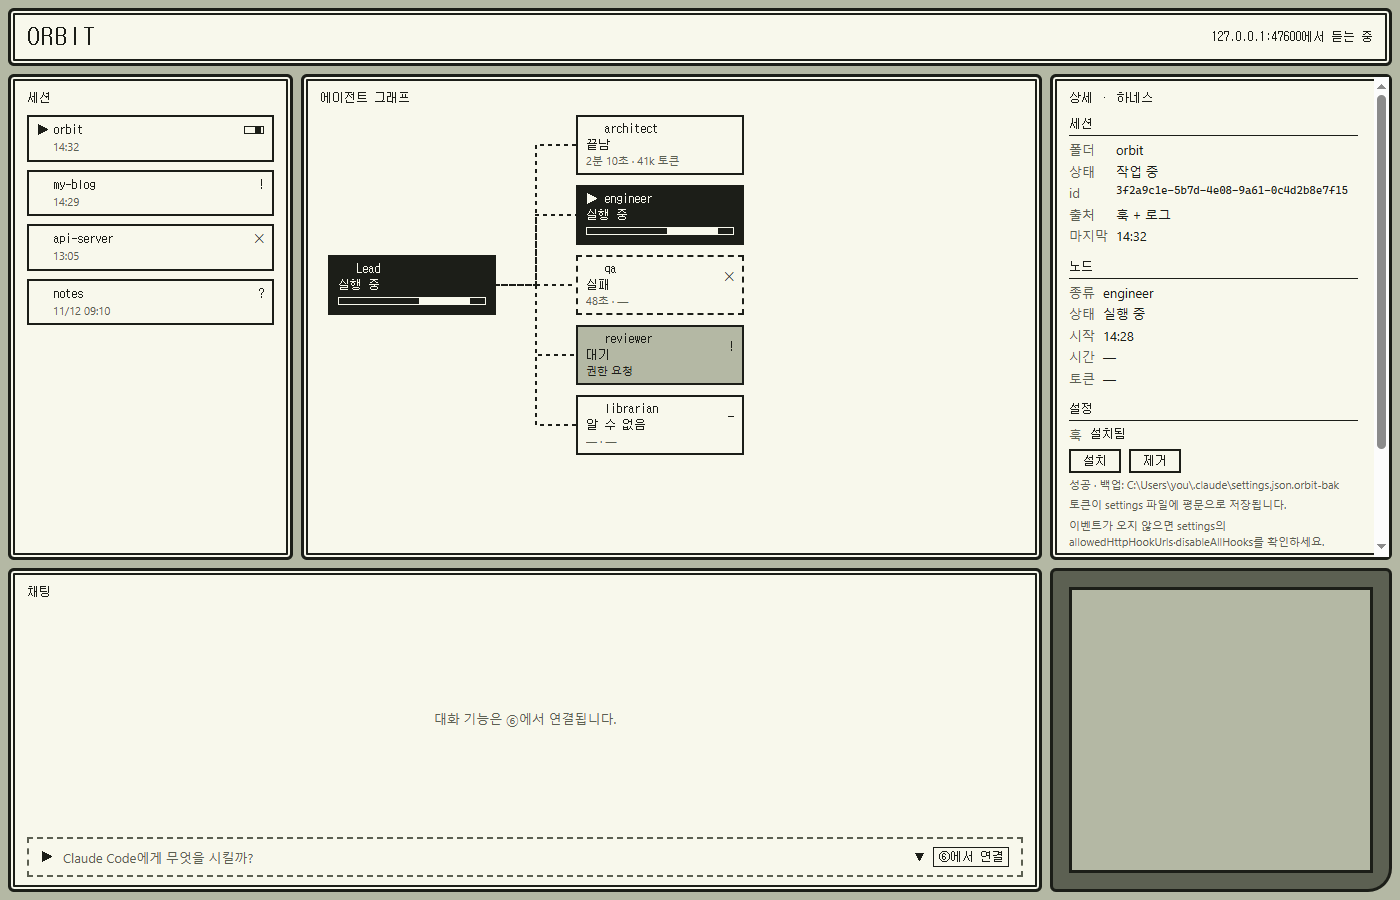 ORBIT
127.0.0.1:47600에서 듣는 중
세션
▶ orbit
14:32
my-blog !
14:29
api-server ×
13:05
notes ?
11/12 09:10
에이전트 그래프
Lead
실행 중
architect
끝남
2분 10초 · 41k 토큰
▶ engineer
실행 중
qa ×
실패
48초 · —
reviewer !
대기
권한 요청
librarian –
알 수 없음
— · —
상세 · 하네스
세션
폴더 orbit
상태 작업 중
id 3f2a9c1e-5b7d-4e08-9a61-0c4d2b8e7f15
출처 훅 + 로그
마지막 14:32
노드
종류 engineer
상태 실행 중
시작 14:28
시간 —
토큰 —
설정
훅 설치됨
설치 제거
성공 · 백업: C:\Users\you\.claude\settings.json.orbit-bak
토큰이 settings 파일에 평문으로 저장됩니다.
이벤트가 오지 않으면 settings의
allowedHttpHookUrls·disableAllHooks를 확인하세요.
채팅
대화 기능은 ⑥에서 연결됩니다.
▶ Claude Code에게 무엇을 시킬까? ▼ ⑥에서 연결